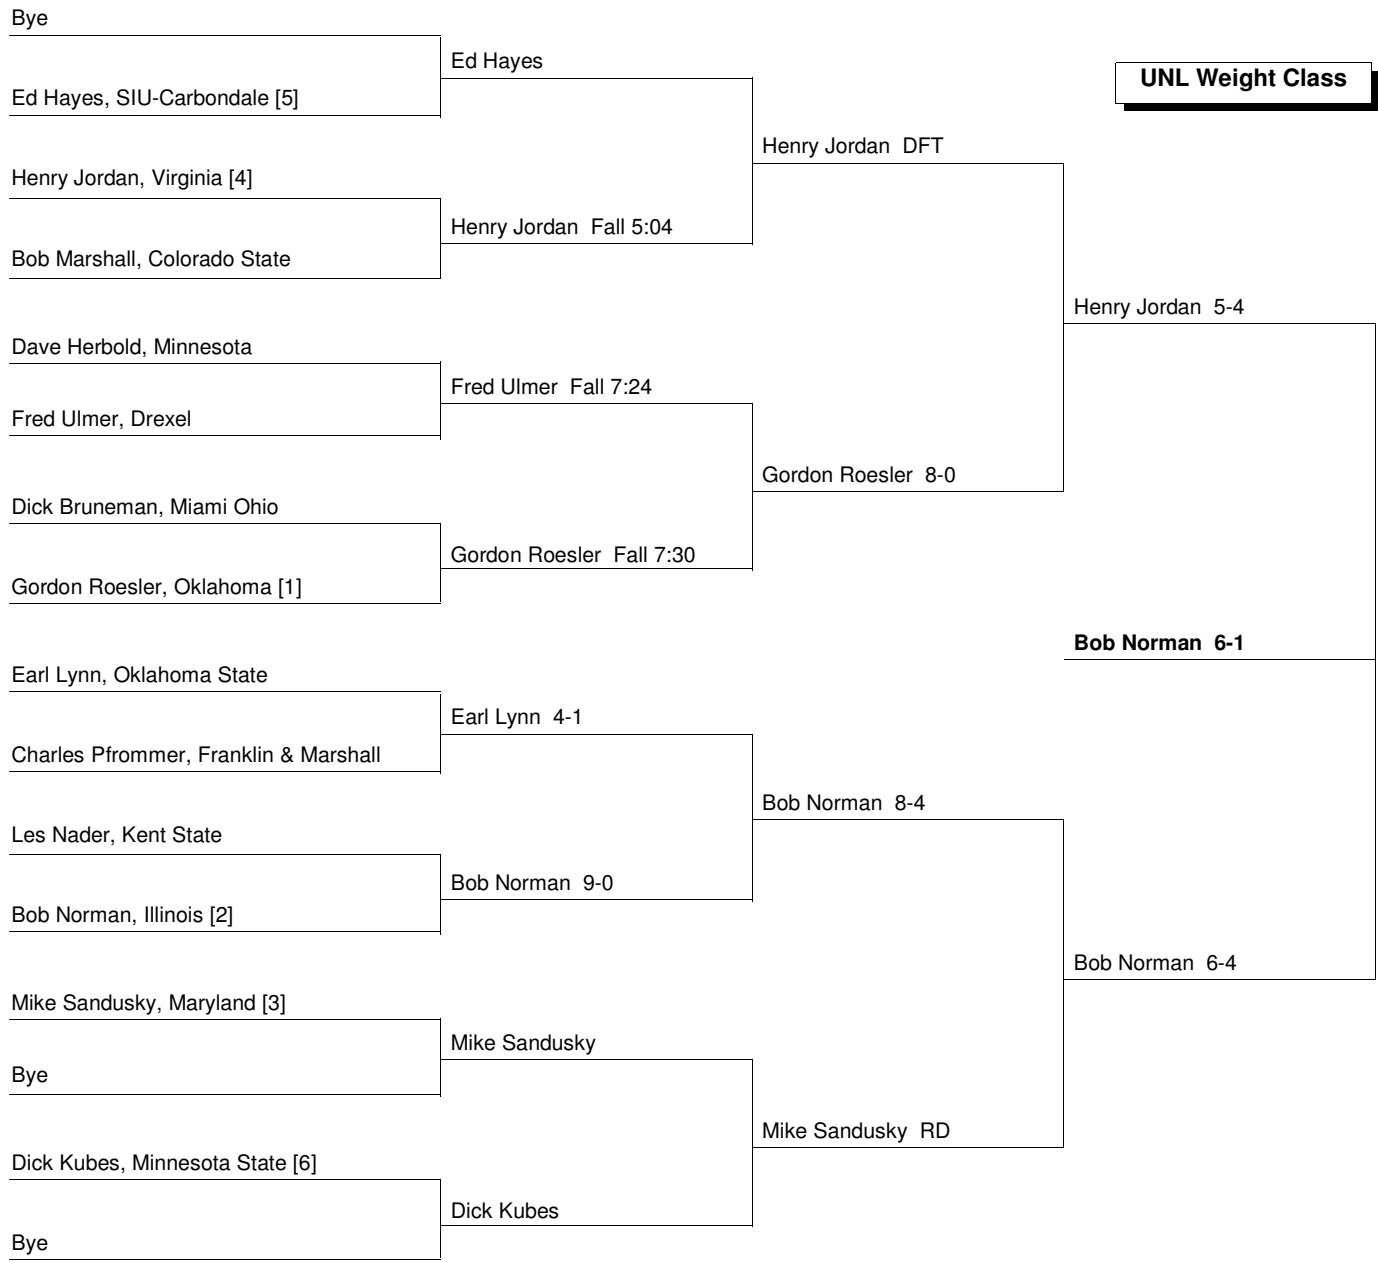 Bye
Ed Hayes
UNL Weight Class
Ed Hayes, SIU-Carbondale [5]
Henry Jordan  DFT
Henry Jordan, Virginia [4]
Henry Jordan  Fall 5:04
Bob Marshall, Colorado State
Henry Jordan  5-4
Dave Herbold, Minnesota
Fred Ulmer  Fall 7:24
Fred Ulmer, Drexel
Gordon Roesler  8-0
Dick Bruneman, Miami Ohio
Gordon Roesler  Fall 7:30
Gordon Roesler, Oklahoma [1]
Bob Norman  6-1
Earl Lynn, Oklahoma State
Earl Lynn  4-1
Charles Pfrommer, Franklin & Marshall
Bob Norman  8-4
Les Nader, Kent State
Bob Norman  9-0
Bob Norman, Illinois [2]
Bob Norman  6-4
Mike Sandusky, Maryland [3]
Mike Sandusky
Bye
Mike Sandusky  RD
Dick Kubes, Minnesota State [6]
Dick Kubes
Bye